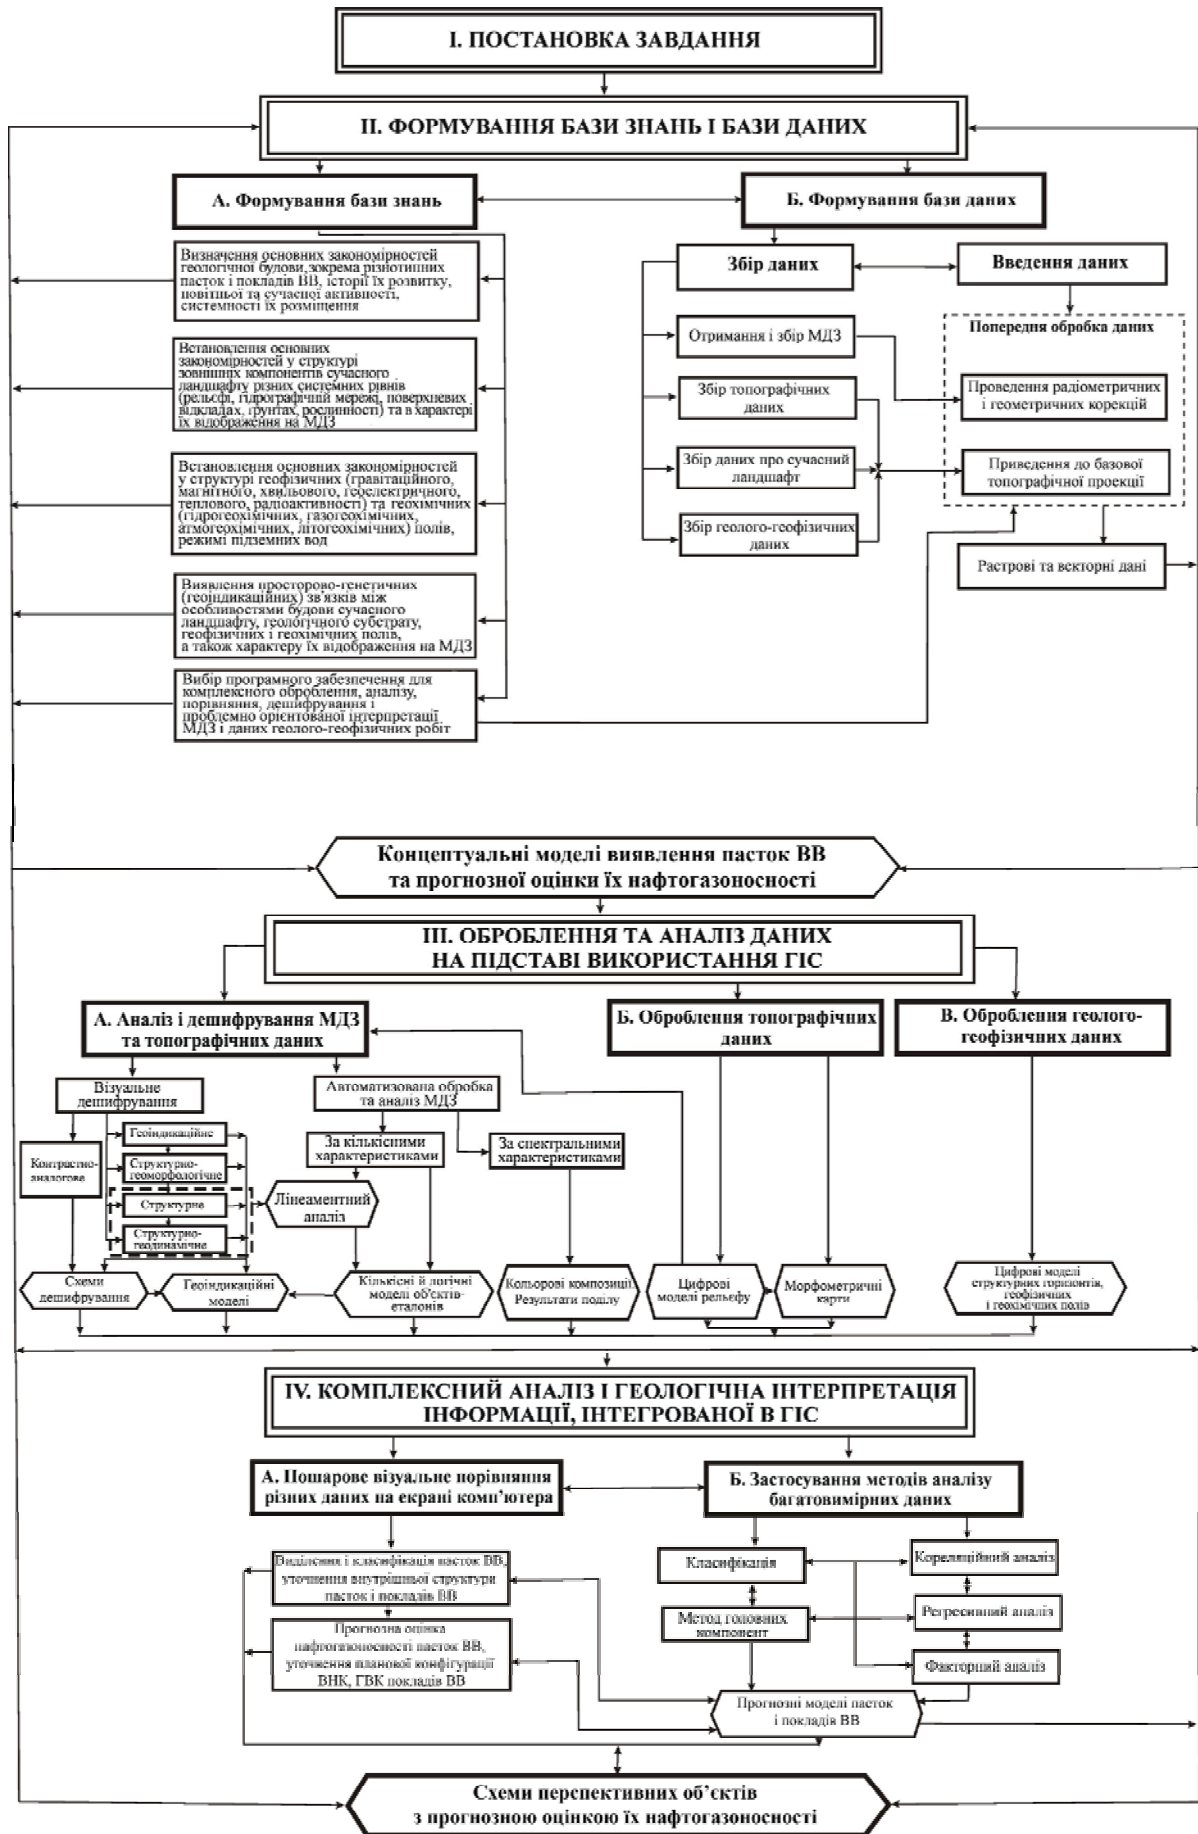 І. ПОСТАНОВКА ЗАВДАННЯ
ІІ. ФОРМУВАННЯ БАЗИ ЗНАНЬ І БАЗИ ДАНИХ
А. Формування бази знань
Б. Формування бази даних
Визначення основних закономірностей
геологічної будови, зокрема різнотипних
пасток і покладів ВВ, історії їх розвитку,
новітньої та сучасної активності,
системності їх розміщення
Встановлення основних
закономірностей у структурі
зовнішних компонентів сучасного
ландшафту різних системних рівнів
(рельєфі, гідрографічній мережі, поверхневих
відкладах, ґрунтах, рослинності) та в характері
їх відображення на МДЗ
Встановлення основних закономірностей
у структурі геофізичних (гравітаційного,
магнітного, хвильового, геоелектричного,
теплового, радіоактивності) та геохімічних
(гідрогеохімічних, газогеохімічних,
атмогеохімічних, літогеохімічних) полів,
режимі підземних вод
Виявлення просторово-генетичних
(геоіндикаційних) зв'язків між
особливостями будови сучасного
ландшафту, геологічного субстрату,
геофізичних і геохімічних полів,
а також характеру їх відображення на МДЗ
Вибір програмного забезпечення для
комплексного оброблення, аналізу,
порівняння, дешифрування і
проблемно орієнтованої інтерпретації
МДЗ і даних геолого-геофізичних робіт
Збір даних
Введення даних
Отримання і збір МДЗ
Збір топографічних
даних
Збір даних про сучасний
ландшафт
Збір геолого-геофізичних
даних
Попередня обробка даних
Проведення радіометричних
і геометричних корекцій
Приведення до базової
топографічної проекції
Растрові та векторні дані
Концептуальні моделі виявлення пасток ВВ
та прогнозної оцінки їх нафтогазоносності
ІІІ. ОБРОБЛЕННЯ ТА АНАЛІЗ ДАНИХ
НА ПІДСТАВІ ВИКОРИСТАННЯ ГІС
А. Аналіз і дешифрування МДЗ
та топографічних даних
Б. Оброблення топографічних
даних
В. Оброблення геолого-
геофізичних даних
Візуальне
дешифрування
Автоматизована обробка
та аналіз МДЗ
Контрастно-
аналогове
Геоіндикаційне
Структурно-
геоморфологічне
Структурне
Структурно-
геодинамічне
За кількісними
характеристиками
За спектральними
характеристиками
Лінеаментний
аналіз
Схеми
дешифрування
Геоіндикаційні
моделі
Кількісні й логічні
моделі об'єктів-
еталонів
Кольорові композиції.
Результати поділу
Цифрові
моделі рельєфу
Морфометричні
карти
Цифрові моделі
структурних горизонтів,
геофізичних
і геохімічних полів
IV. КОМПЛЕКСНИЙ АНАЛІЗ І ГЕОЛОГІЧНА ІНТЕРПРЕТАЦІЯ
ІНФОРМАЦІЇ, ІНТЕГРОВАНОЇ В ГІС
А. Пошарове візуальне порівняння
різних даних на екрані комп'ютера
Б. Застосування методів аналізу
багатовимірних даних
Виділення і класифікація пасток ВВ,
уточнення внутрішньої структури
пасток і покладів ВВ
Прогнозна оцінка
нафтогазоносності пасток ВВ,
уточнення планової конфігурації
ВНК, ГВК покладів ВВ
Класифікація
Метод головних
компонент
Кореляційний аналіз
Регресивний аналіз
Факторний аналіз
Прогнозні моделі пасток
і покладів ВВ
Схеми перспективних об'єктів
з прогнозною оцінкою їх нафтогазоносності